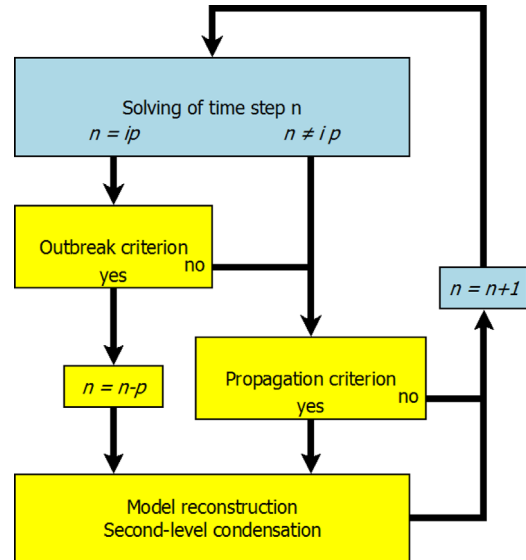 Solving of time step n
n = ip
n ≠ i p
Outbreak criterion
yes
no
n = n+1
n = n-p
Propagation criterion
yes
no
Model reconstruction
Second-level condensation